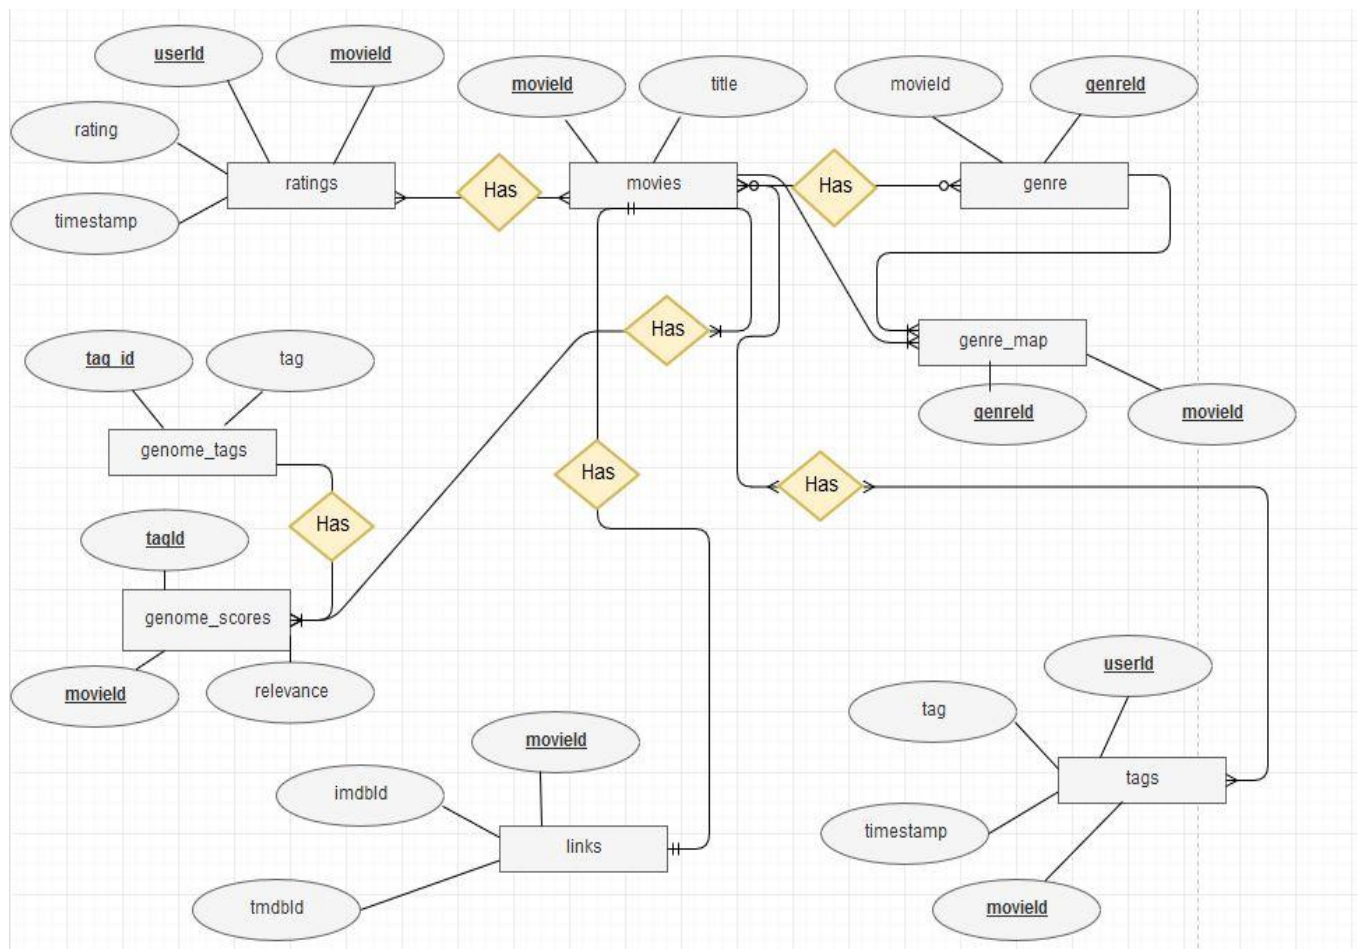 userId
movieId
movieId
title
movieId
genreId
rating
ratings
Has
movies
Has
genre
timestamp
Has
genre_map
tag_id
tag
genreId
movieId
genome_tags
Has
Has
Has
tagId
genome_scores
movieId
relevance
userId
tag
movieId
tags
imdbId
timestamp
links
tmdbId
movieId